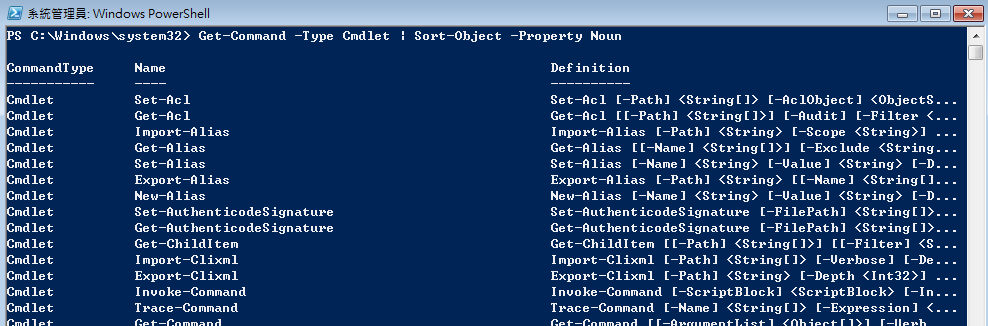 系統管理員: Windows PowerShell
PS C:\Windows\system32> Get-Command -Type Cmdlet | Sort-Object -Property Noun
CommandType Name Definition
----------- ---- ----------
Cmdlet Set-Acl Set-Acl [-Path] <String[]> [-AclObject] <ObjectS...
Cmdlet Get-Acl Get-Acl [[-Path] <String[]>] [-Audit] [-Filter <...
Cmdlet Import-Alias Import-Alias [-Path] <String> [-Scope <String>] ...
Cmdlet Get-Alias Get-Alias [[-Name] <String[]>] [-Exclude <String...
Cmdlet Set-Alias Set-Alias [-Name] <String> [-Value] <String> [-D...
Cmdlet Export-Alias Export-Alias [-Path] <String> [[-Name] <String[]...
Cmdlet New-Alias New-Alias [-Name] <String> [-Value] <String> [-D...
Cmdlet Set-AuthenticodeSignature Set-AuthenticodeSignature [-FilePath] <String[]>...
Cmdlet Get-AuthenticodeSignature Get-AuthenticodeSignature [-FilePath] <String[]>...
Cmdlet Get-ChildItem Get-ChildItem [[-Path] <String[]>] [[-Filter] <S...
Cmdlet Import-Clixml Import-Clixml [-Path] <String[]> [-Verbose] [-De...
Cmdlet Export-Clixml Export-Clixml [-Path] <String> [-Depth <Int32>] ...
Cmdlet Invoke-Command Invoke-Command [-ScriptBlock] <ScriptBlock> [-In...
Cmdlet Trace-Command Trace-Command [-Name] <String[]> [-Expression] <...
Cmdlet Get-Command Get-Command [[-ArgumentList] <Object[]>] [-Verb...